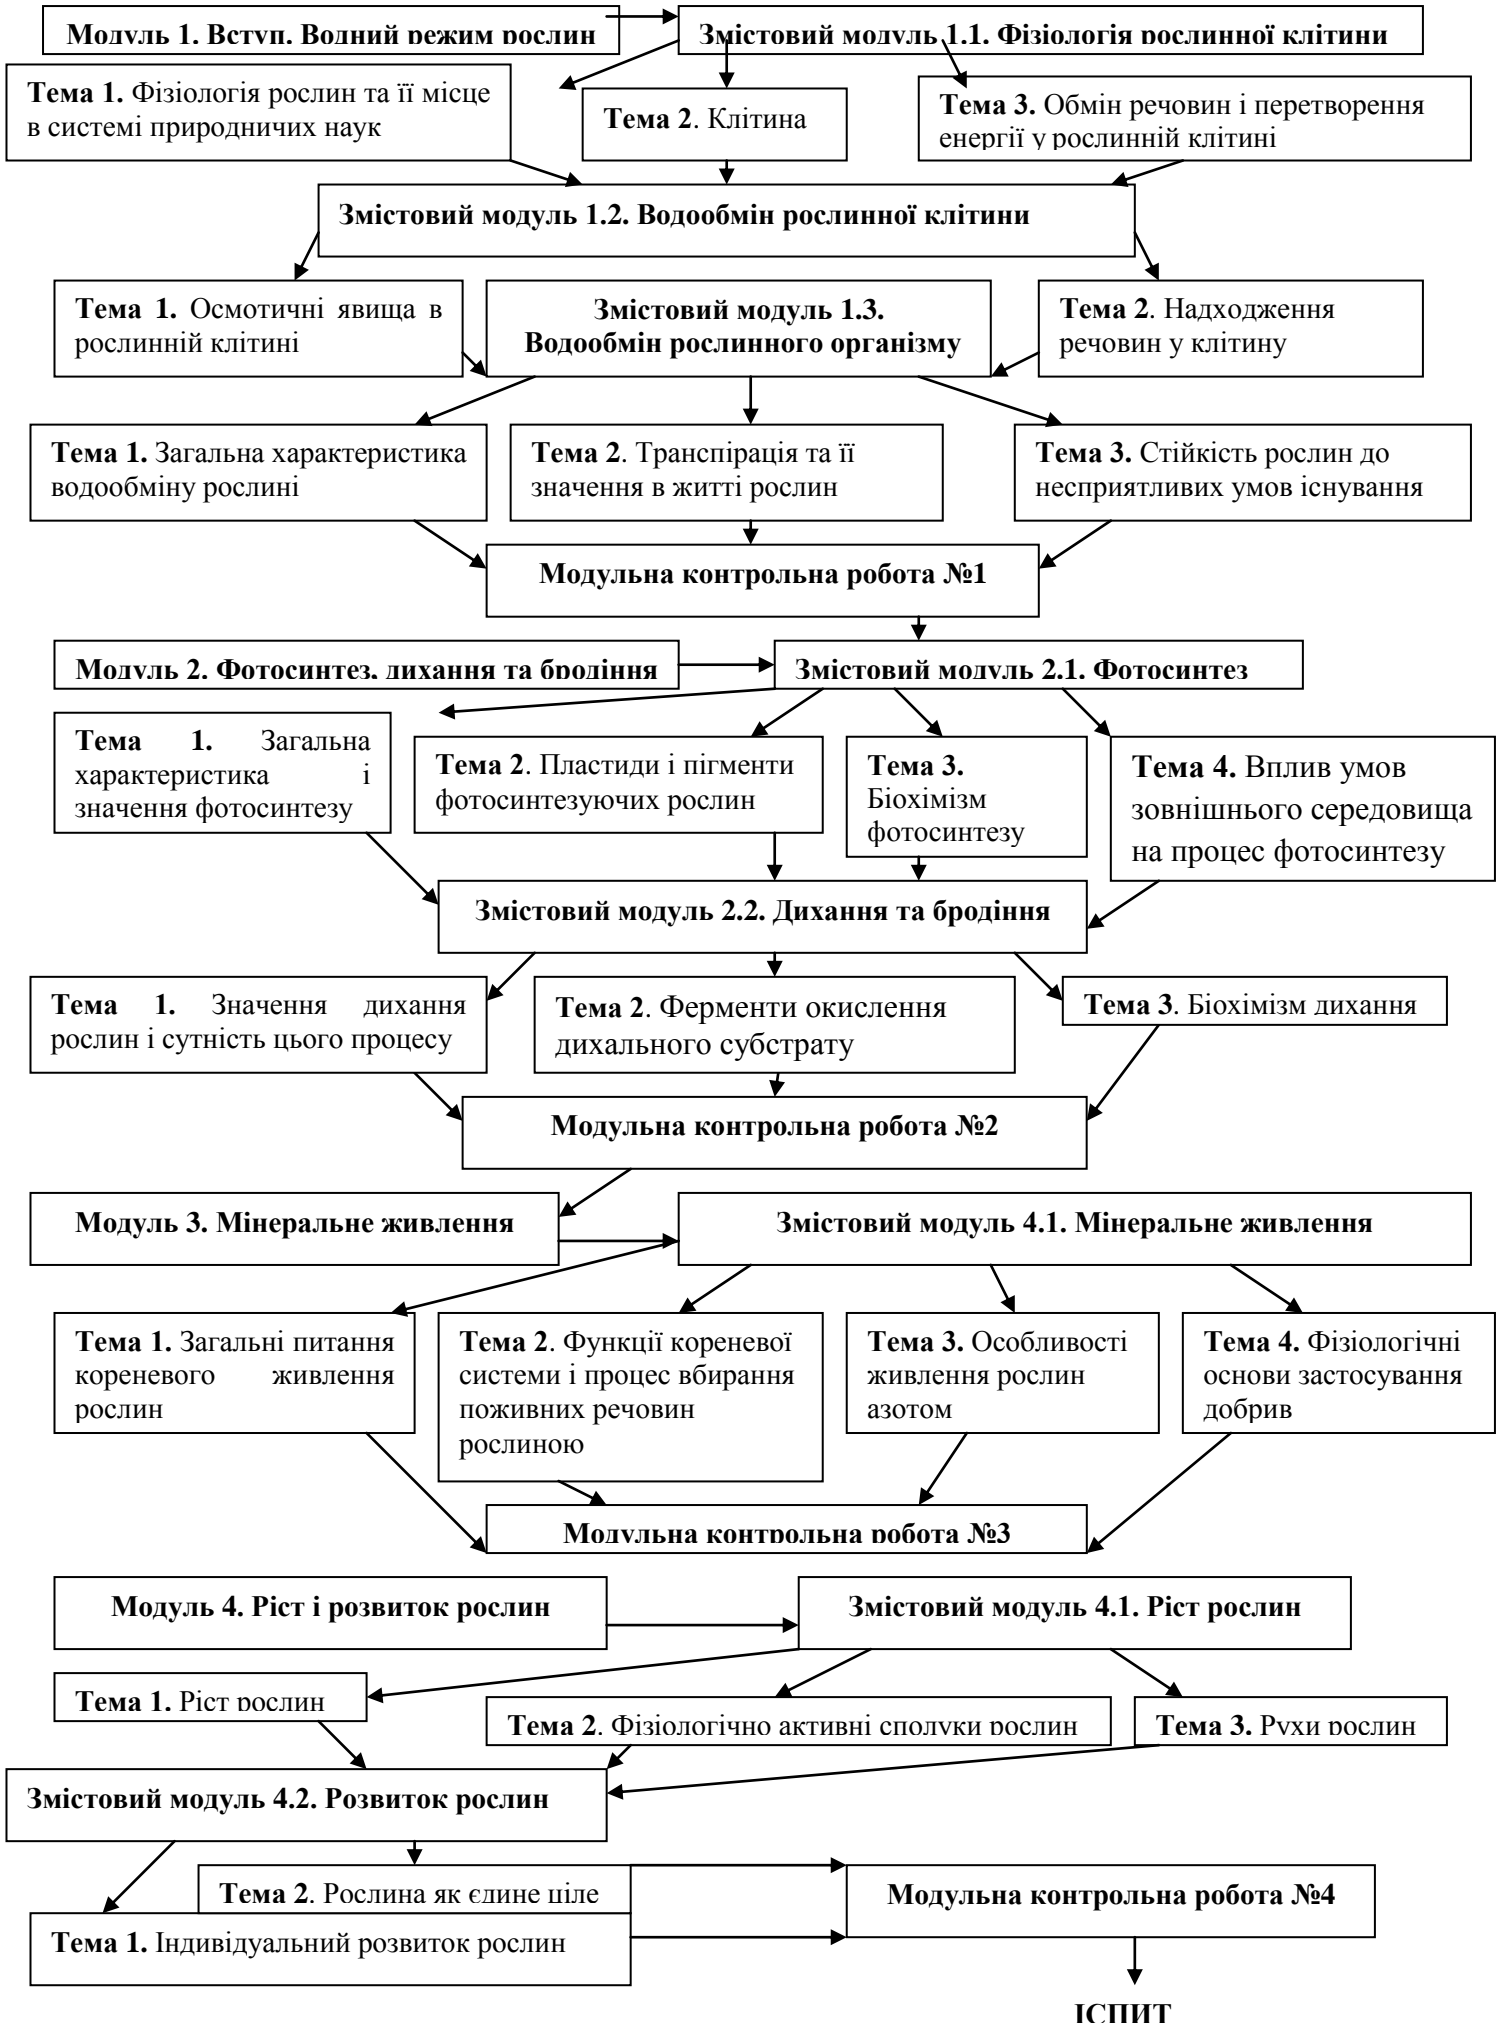 Модуль 1. Вступ. Водний режим рослин
Змістовий модуль 1.1. Фізіологія рослинної клітини
Тема 1. Фізіологія рослин та її місце
в системі природничих наук
Тема 2. Клітина
Тема 3. Обмін речовин і перетворення
енергії у рослинній клітині
Змістовий модуль 1.2. Водообмін рослинної клітини
Тема 1. Осмотичні явища в
рослинній клітині
Змістовий модуль 1.3.
Водообмін рослинного організму
Тема 2. Надходження
речовин у клітину
Тема 1. Загальна характеристика
водообміну рослині
Тема 2. Транспірація та її
значення в житті рослин
Тема 3. Стійкість рослин до
несприятливих умов існування
Модульна контрольна робота №1
Модуль 2. Фотосинтез, дихання та бродіння
Змістовий модуль 2.1. Фотосинтез
Тема 1. Загальна
характеристика і
значення фотосинтезу
Тема 2. Пластиди і пігменти
фотосинтезуючих рослин
Тема 3.
Біохімізм
фотосинтезу
Тема 4. Вплив умов
зовнішнього середовища
на процес фотосинтезу
Змістовий модуль 2.2. Дихання та бродіння
Тема 1. Значення дихання
рослин і сутність цього процесу
Тема 2. Ферменти окислення
дихального субстрату
Тема 3. Біохімізм дихання
Модульна контрольна робота №2
Модуль 3. Мінеральне живлення
Змістовий модуль 4.1. Мінеральне живлення
Тема 1. Загальні питання
кореневого живлення
рослин
Тема 2. Функції кореневої
системи і процес вбирання
поживних речовин
рослиною
Тема 3. Особливості
живлення рослин
азотом
Тема 4. Фізіологічні
основи застосування
добрив
Модульна контрольна робота №3
Модуль 4. Ріст і розвиток рослин
Змістовий модуль 4.1. Ріст рослин
Тема 1. Ріст рослин
Тема 2. Фізіологічно активні сполуки рослин
Тема 3. Рухи рослин
Змістовий модуль 4.2. Розвиток рослин
Тема 2. Рослина як єдине ціле
Модульна контрольна робота №4
Тема 1. Індивідуальний розвиток рослин
ІСПИТ